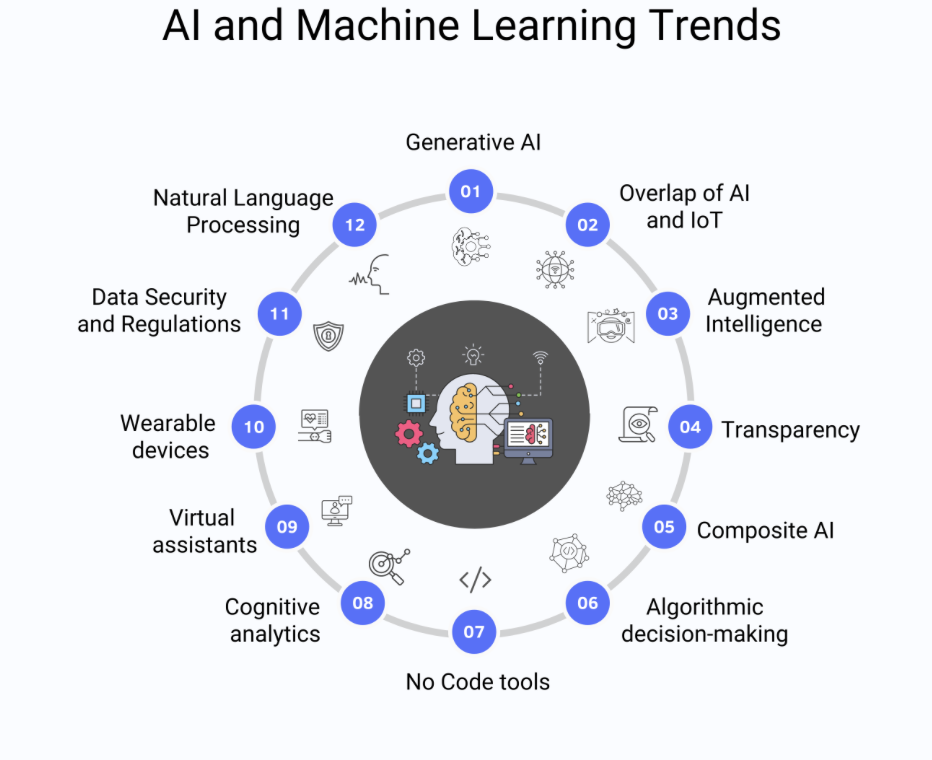 AI and Machine Learning Trends
Generative AI
01
Overlap of AI
and IoT
02
Augmented
Intelligence
03
Transparency
04
Composite AI
05
Algorithmic
decision-making
06
No Code tools
07
Cognitive
analytics
08
Virtual
assistants
09
Wearable
devices
10
Data Security
and Regulations
11
Natural Language
Processing
12